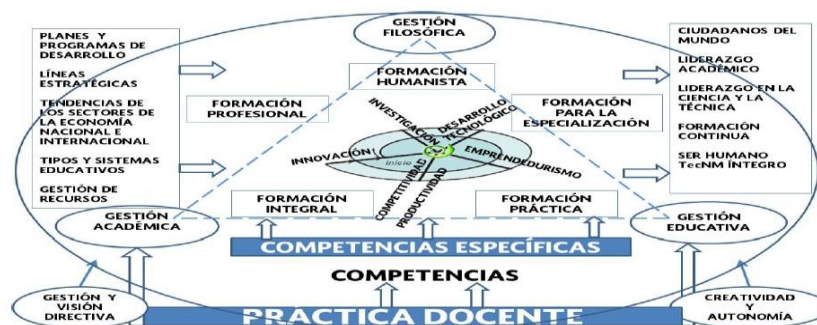 GESTIÓN
FILOSÓFICA
PLANES Y
PROGRAMAS DE
DESARROLLO
LÍNEAS
ESTRATÉGICAS
TENDENCIAS DE
LOS SECTORES DE
LA ECONOMÍA
NACIONAL E
INTERNACIONAL
TIPOS Y SISTEMAS
EDUCATIVOS
GESTIÓN DE
RECURSOS
FORMACIÓN
HUMANISTA
FORMACIÓN
PROFESIONAL
FORMACIÓN
PARA LA
ESPECIALIZACIÓN
INVESTIGACIÓN
DESARROLLO
TECNOLÓGICO
INNOVACIÓN
Inicio
EMPRENDEDURISMO
COMPETITIVIDAD
PRODUCTIVIDAD
FORMACIÓN
INTEGRAL
FORMACIÓN
PRÁCTICA
CIUDADANOS DEL
MUNDO
LIDERAZGO
ACADÉMICO
LIDERAZGO EN LA
CIENCIA Y LA
TÉCNICA
FORMACIÓN
CONTINUA
SER HUMANO
TecNM ÍNTEGRO
GESTIÓN
ACADÉMICA
GESTIÓN
EDUCATIVA
COMPETENCIAS ESPECÍFICAS
COMPETENCIAS
GESTIÓN Y
VISIÓN
DIRECTIVA
PRÁCTICA DOCENTE
CREATIVIDAD
Y
AUTONOMÍA